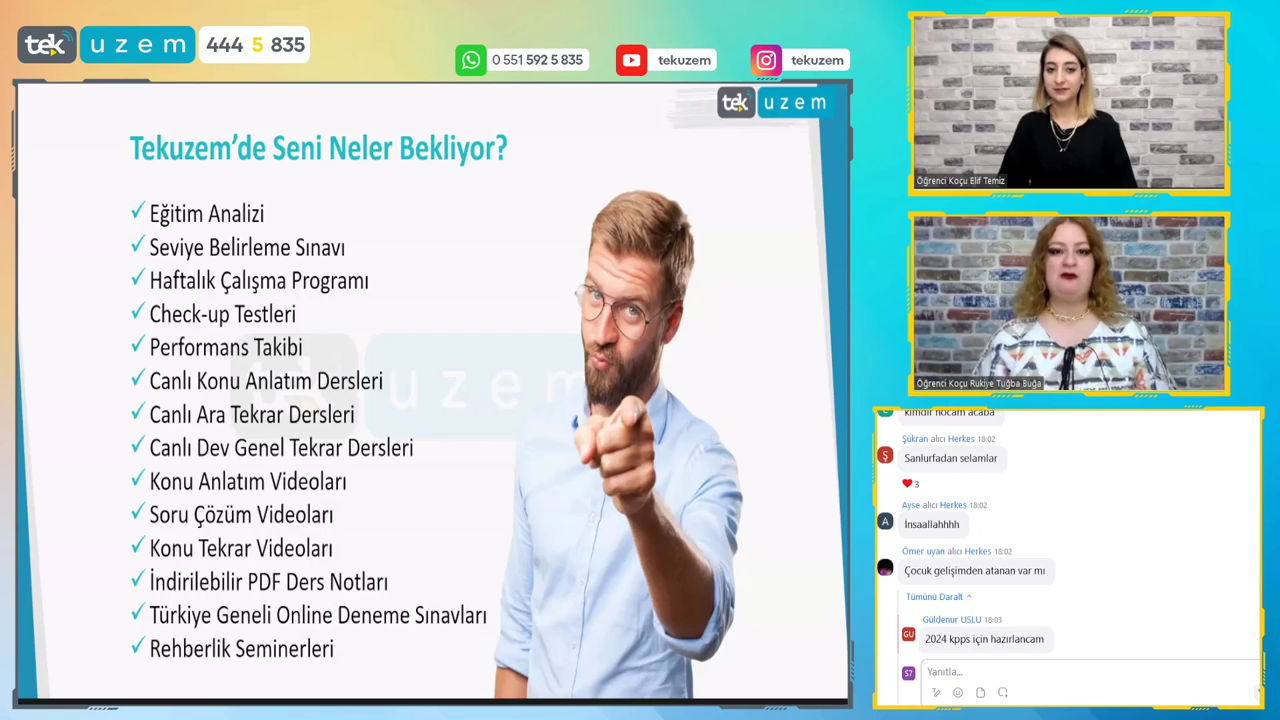 tek uzem 444 5 835
0 551 592 5 835
tekuzem
tekuzem
tek uzem
Tekuzem’de Seni Neler Bekliyor?
✓ Eğitim Analizi
✓ Seviye Belirleme Sınavı
✓ Haftalık Çalışma Programı
✓ Check-up Testleri
✓ Performans Takibi
✓ Canlı Konu Anlatım Dersleri
✓ Canlı Ara Tekrar Dersleri
✓ Canlı Dev Genel Tekrar Dersleri
✓ Konu Anlatım Videoları
✓ Soru Çözüm Videoları
✓ Konu Tekrar Videoları
✓ İndirilebilir PDF Ders Notları
✓ Türkiye Geneli Online Deneme Sınavları
✓ Rehberlik Seminerleri
uzem
Öğrenci Koçu Elif Temiz
Öğrenci Koçu Rukiye Tuğba Buğa
kimdir hocam acaba
Şükran alıcı Herkes 18:02
Ş
Sanlurfadan selamlar
3
Ayse alıcı Herkes 18:02
A
İnsaallahhhh
Ömer uyan alıcı Herkes 18:02
Çocuk gelişimden atanan var mı
Tümünü Daralt
Güldenur USLU 18:03
GU
2024 kpps için hazırlancam
S?
Yanıtla...